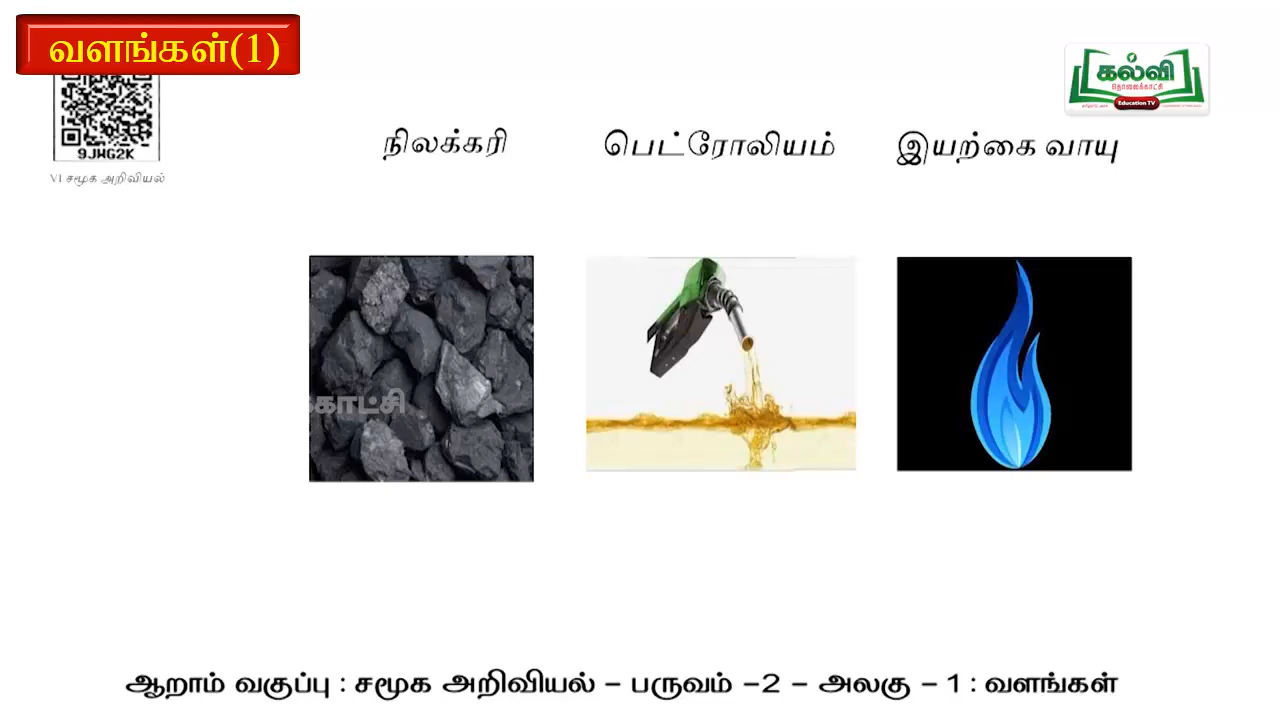 வளங்கள்(1)
கல்வி
தொலைக்காட்சி
Education TV
9JWG2K
VI சமூக அறிவியல்
நிலக்கரி
பெட்ரோலியம்
இயற்கை வாயு
காட்சி
ஆறாம் வகுப்பு : சமூக அறிவியல் – பருவம் –2 – அலகு – 1 : வளங்கள்